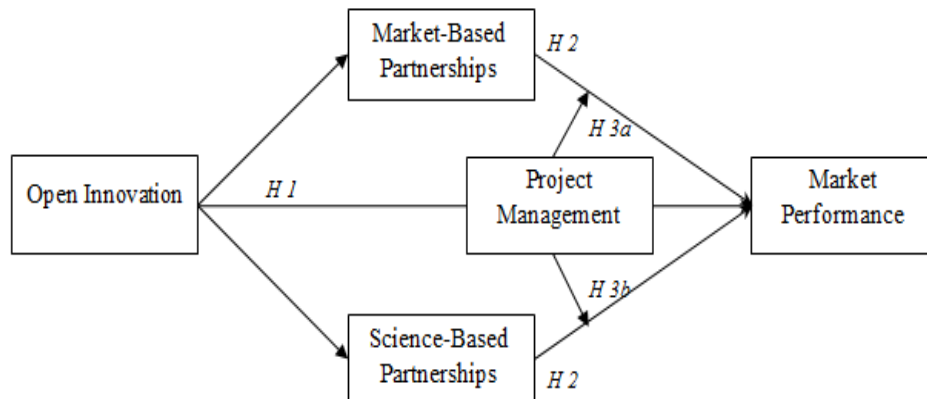 Market-Based
Partnerships
H 2
H 3a
Open Innovation
H 1
Project
Management
Market
Performance
H 3b
Science-Based
Partnerships
H 2